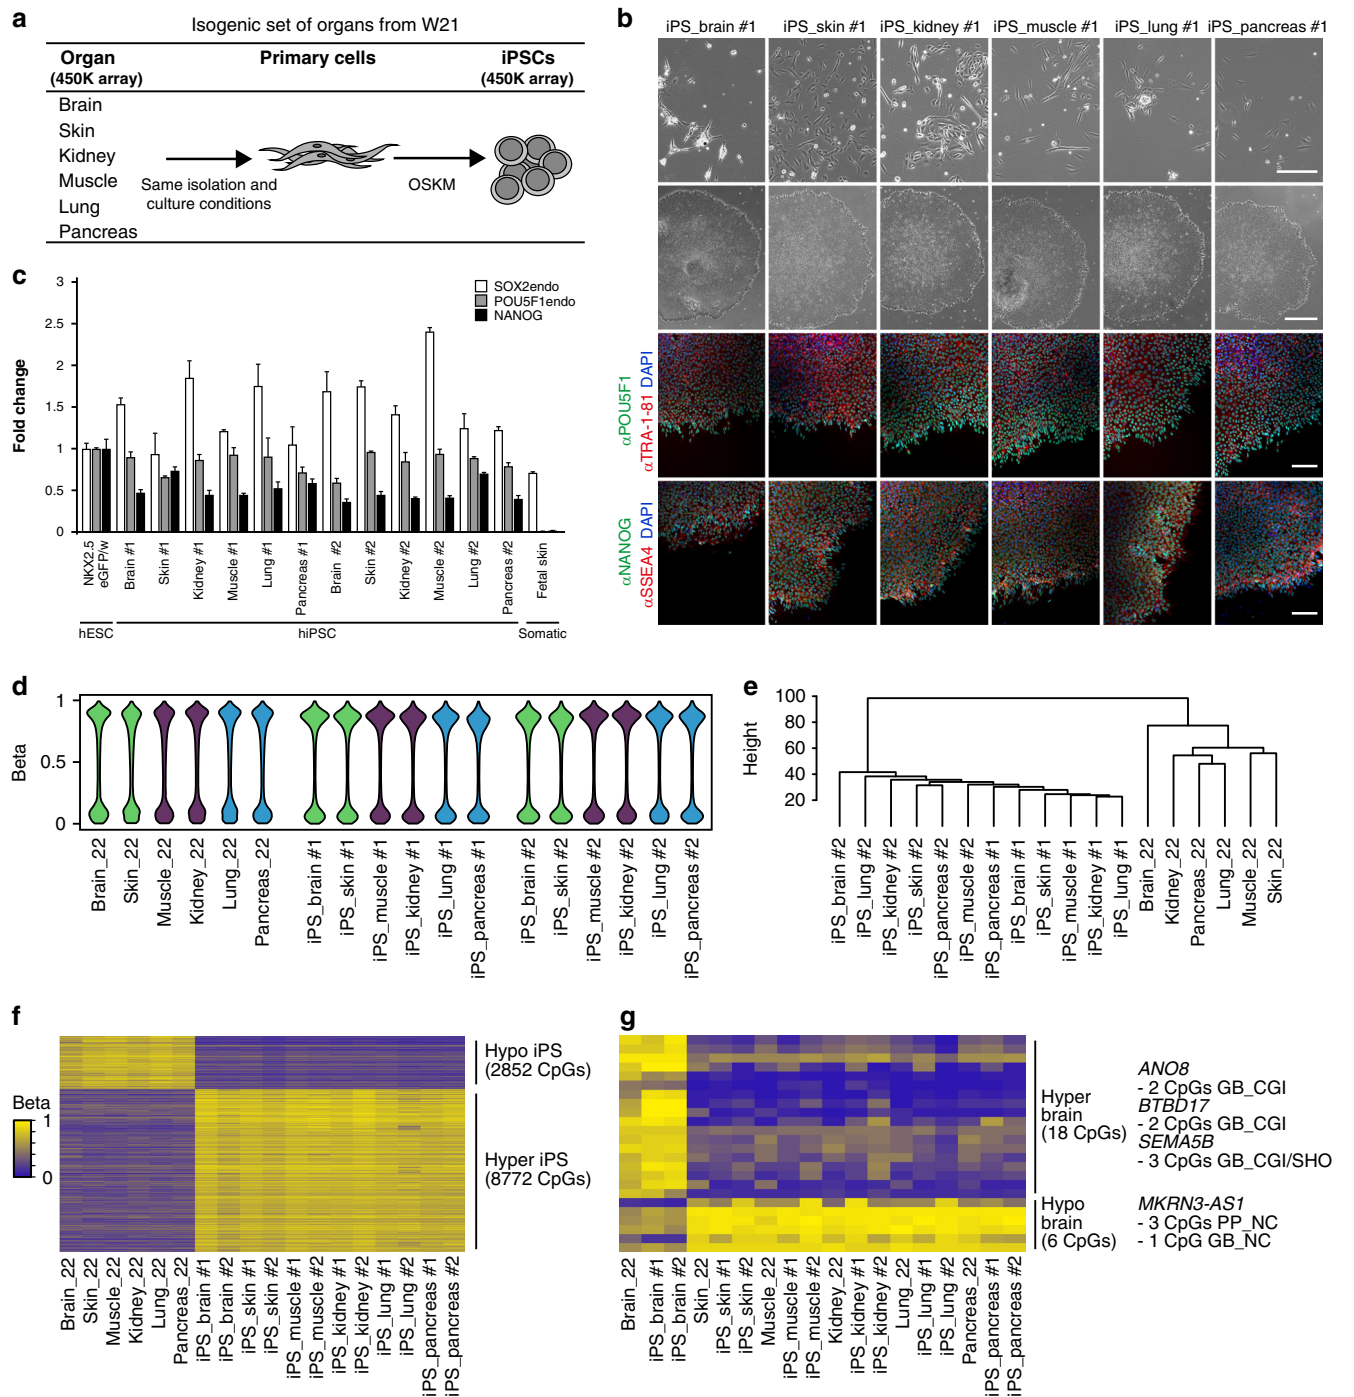 a
Isogenic set of organs from W21
Organ
(450K array)
Primary cells
iPSCs
(450K array)
Brain
Skin
Kidney
Muscle
Lung
Pancreas
Same isolation and
culture conditions
OSKM
b
iPS_brain #1
iPS_skin #1
iPS_kidney #1
iPS_muscle #1
iPS_lung #1
iPS_pancreas #1
αPOU5F1
αTRA-1-81 DAPI
αNANOG
αSSEA4 DAPI
c
Fold change
3
2.5
2
1.5
1
0.5
0
SOX2endo
POU5F1endo
NANOG
NKX2.5
eGFP/w
Brain #1
Skin #1
Kidney #1
Muscle #1
Lung #1
Pancreas #1
Brain #2
Skin #2
Kidney #2
Muscle #2
Lung #2
Pancreas #2
Fetal skin
hESC
hiPSC
Somatic
d
Beta
1
0.5
0
Brain_22
Skin_22
Muscle_22
Kidney_22
Lung_22
Pancreas_22
iPS_brain #1
iPS_skin #1
iPS_muscle #1
iPS_kidney #1
iPS_lung #1
iPS_pancreas #1
iPS_brain #2
iPS_skin #2
iPS_muscle #2
iPS_kidney #2
iPS_lung #2
iPS_pancreas #2
e
Height
100
80
60
40
20
iPS_brain #2
iPS_lung #2
iPS_kidney #2
iPS_skin #2
iPS_pancreas #2
iPS_muscle #2
iPS_pancreas #1
iPS_brain #1
iPS_skin #1
iPS_muscle #1
iPS_kidney #1
iPS_lung #1
Brain_22
Kidney_22
Pancreas_22
Lung_22
Muscle_22
Skin_22
f
Beta
1
0
Hypo iPS
(2852 CpGs)
Hyper iPS
(8772 CpGs)
Brain_22
Skin_22
Muscle_22
Kidney_22
Lung_22
Pancreas_22
iPS_brain #1
iPS_brain #2
iPS_skin #1
iPS_skin #2
iPS_muscle #1
iPS_muscle #2
iPS_kidney #1
iPS_kidney #2
iPS_lung #1
iPS_lung #2
iPS_pancreas #1
iPS_pancreas #2
g
Hyper
brain
(18 CpGs)
ANO8
- 2 CpGs GB_CGI
BTBD17
- 2 CpGs GB_CGI
SEMA5B
- 3 CpGs GB_CGI/SHO
Hypo
brain
(6 CpGs)
MKRN3-AS1
- 3 CpGs PP_NC
- 1 CpG GB_NC
Brain_22
iPS_brain #1
iPS_brain #2
Skin_22
iPS_skin #1
iPS_skin #2
Muscle_22
iPS_muscle #1
iPS_muscle #2
Kidney_22
iPS_kidney #1
iPS_kidney #2
Lung_22
iPS_lung #1
iPS_lung #2
Pancreas_22
iPS_pancreas #1
iPS_pancreas #2